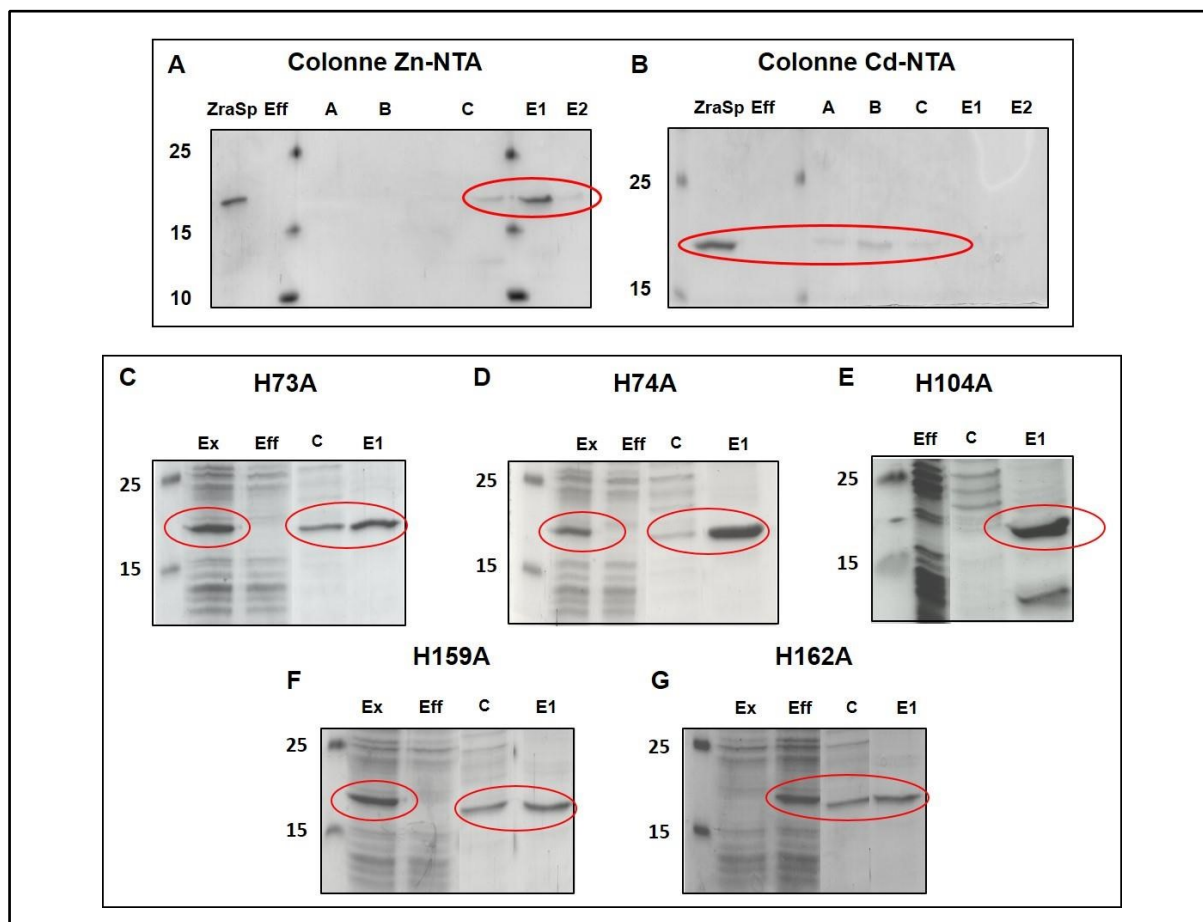 A Colonne Zn-NTA
ZraSp Eff A B C E1 E2
25
15
10
B Colonne Cd-NTA
ZraSp Eff A B C E1 E2
25
15
C H73A
Ex Eff C E1
25
15
D H74A
Ex Eff C E1
25
15
E H104A
Eff C E1
25
15
F H159A
Ex Eff C E1
25
15
G H162A
Ex Eff C E1
25
15